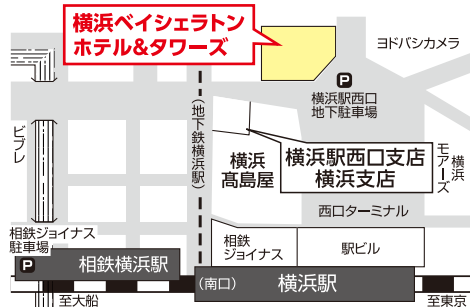 横浜ベイシェラトン
ホテル&タワーズ
ヨドバシカメラ
P
横浜駅西口
地下駐車場
(地下鉄横浜駅)
ビブレ
横浜
髙島屋
横浜駅西口支店
横浜支店
横浜
モアーズ
西口ターミナル
相鉄ジョイナス
駐車場
P
相鉄
ジョイナス
駅ビル
相鉄横浜駅
(南口)
横浜駅
至大船
至東京